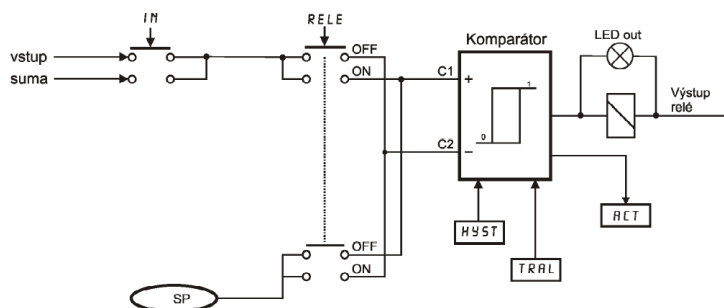 IN
RELE
LED out
vstup
OFF
Komparátor
suma
ON
C1
+
1
0
Výstup
relé
C2
−
HYST
ACT
TRAL
OFF
ON
SP